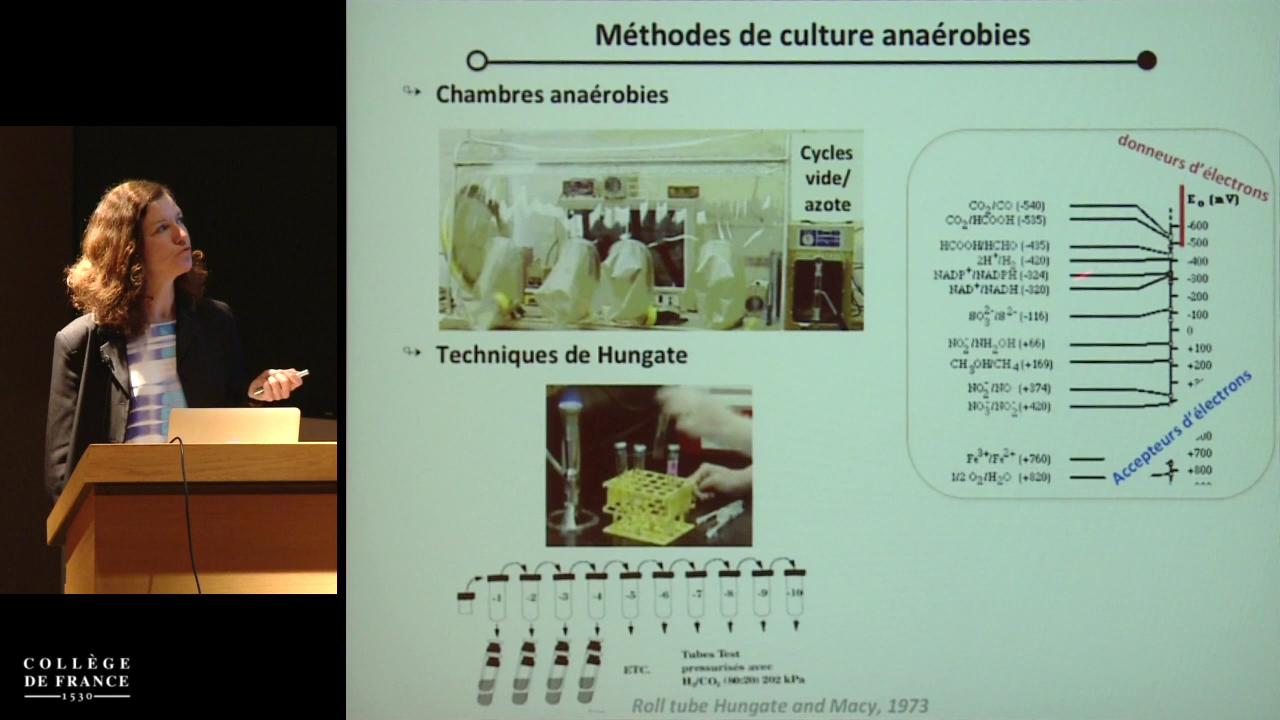 Méthodes de culture anaérobies
Chambres anaérobies
Cycles
vide/
azote
donneurs d'électrons
E₀ (mV)
CO₂/CO (-540)
CO₂/HCOOH (-535)
HCOOH/HCHO (-435)
2H⁺/H₂ (-420)
NADP⁺/NADPH (-324)
NAD⁺/NADH (-320)
SO₃²⁻/S²⁻ (-116)
NO₂⁻/NH₂OH (+66)
CH₃OH/CH₄ (+169)
NO₂⁻/NO (+374)
NO₃⁻/NO₂⁻ (+420)
Fe³⁺/Fe²⁺ (+760)
1/2 O₂/H₂O (+820)
-600
-500
-400
-300
-200
-100
0
+100
+200
+700
+800
Accepteurs d'électrons
Techniques de Hungate
-1 -2 -3 -4 -5 -6 -7 -8 -9 -10
ETC.
Tubes Test
pressurisés avec
H₂/CO₂ (80:20) 202 kPa
Roll tube Hungate and Macy, 1973
COLLÈGE
DE FRANCE
1530